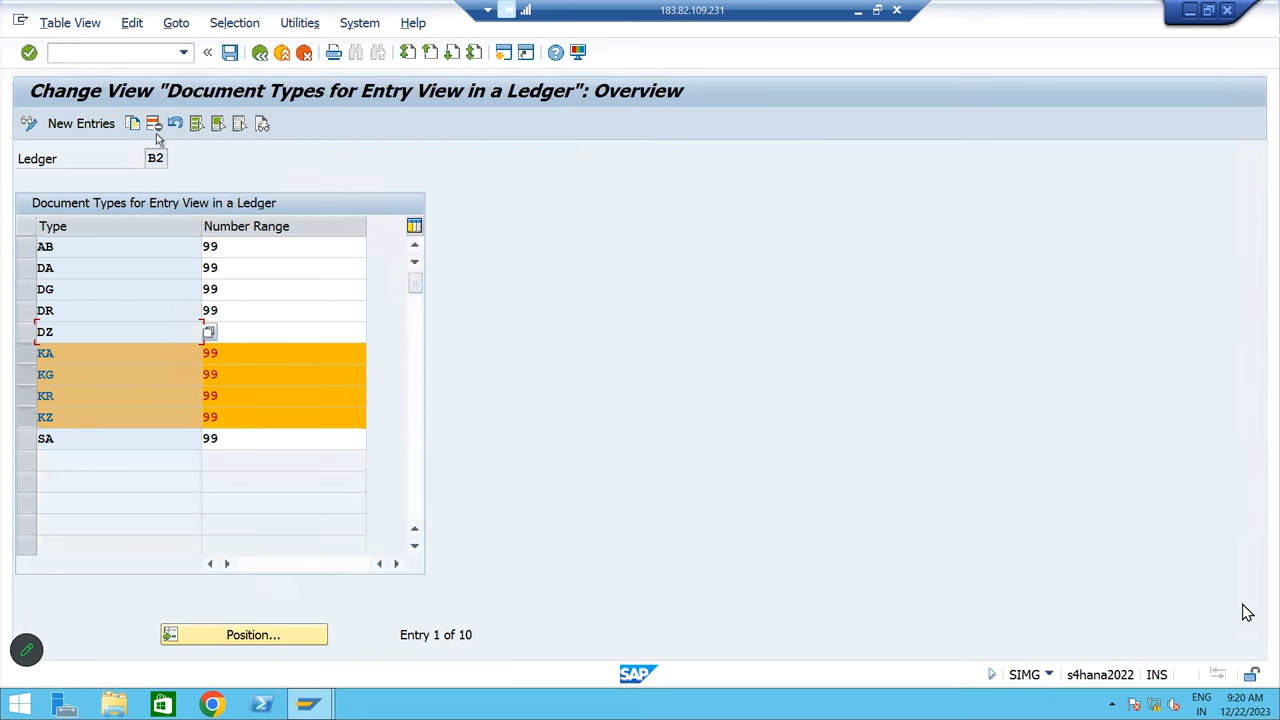 183.82.109.231
Table View Edit Goto Selection Utilities System Help
Change View "Document Types for Entry View in a Ledger": Overview
New Entries
Ledger B2
Document Types for Entry View in a Ledger
Type Number Range
AB 99
DA 99
DG 99
DR 99
DZ
KA 99
KG 99
KR 99
KZ 99
SA 99
Position... Entry 1 of 10
SAP SIMG s4hana2022 INS
ENG 9:20 AM
IN 12/22/2023